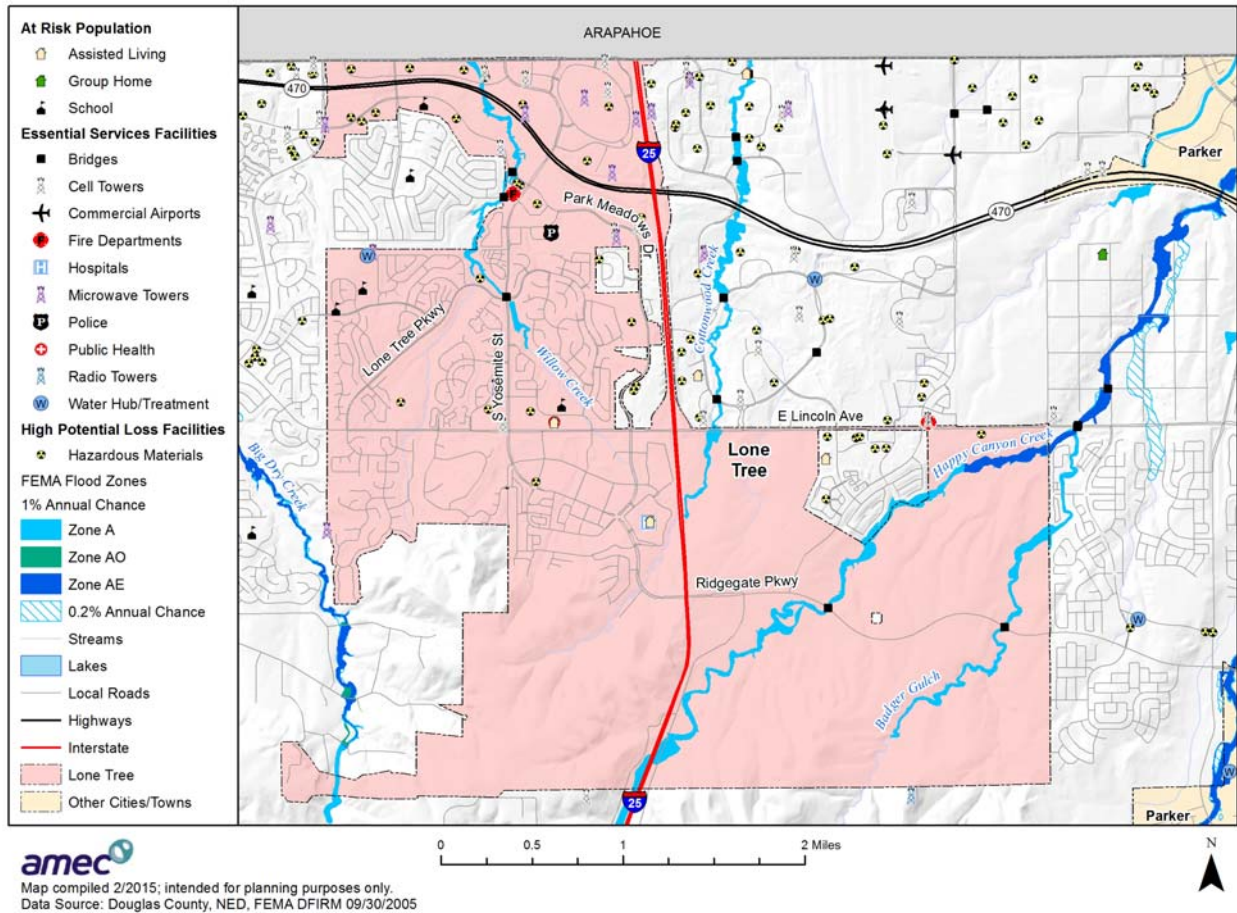 At Risk Population
Assisted Living
Group Home
School
Essential Services Facilities
Bridges
Cell Towers
Commercial Airports
F
Fire Departments
H
Hospitals
Microwave Towers
P
Police
Public Health
Radio Towers
W
Water Hub/Treatment
High Potential Loss Facilities
Hazardous Materials
FEMA Flood Zones
1% Annual Chance
Zone A
Zone AO
Zone AE
0.2% Annual Chance
Streams
Lakes
Local Roads
Highways
Interstate
Lone Tree
Other Cities/Towns
ARAPAHOE
470
25
Parker
F
Park Meadows Dr
470
P
W
W
Cottonwood Creek
Lone Tree Pkwy
S Yosemite St
Willow Creek
E Lincoln Ave
Big Dry Creek
Lone
Tree
Happy Canyon Creek
H
Ridgegate Pkwy
W
Badger Gulch
W
25
Parker
amec
0 0.5 1 2 Miles
N
Map compiled 2/2015; intended for planning purposes only.
Data Source: Douglas County, NED, FEMA DFIRM 09/30/2005